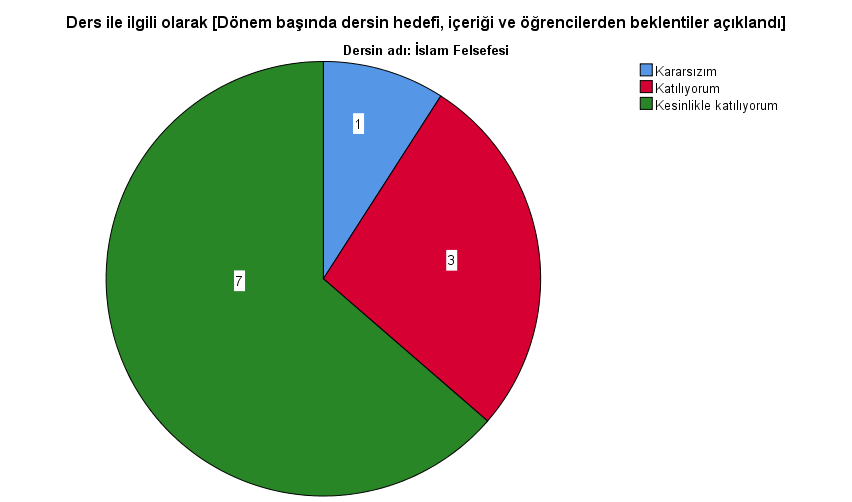 Ders ile ilgili olarak [Dönem başında dersin hedefi, içeriği ve öğrencilerden beklentiler açıklandı]
Dersin adı: İslam Felsefesi
Kararsızım
Katılıyorum
Kesinlikle katılıyorum
1
3
7